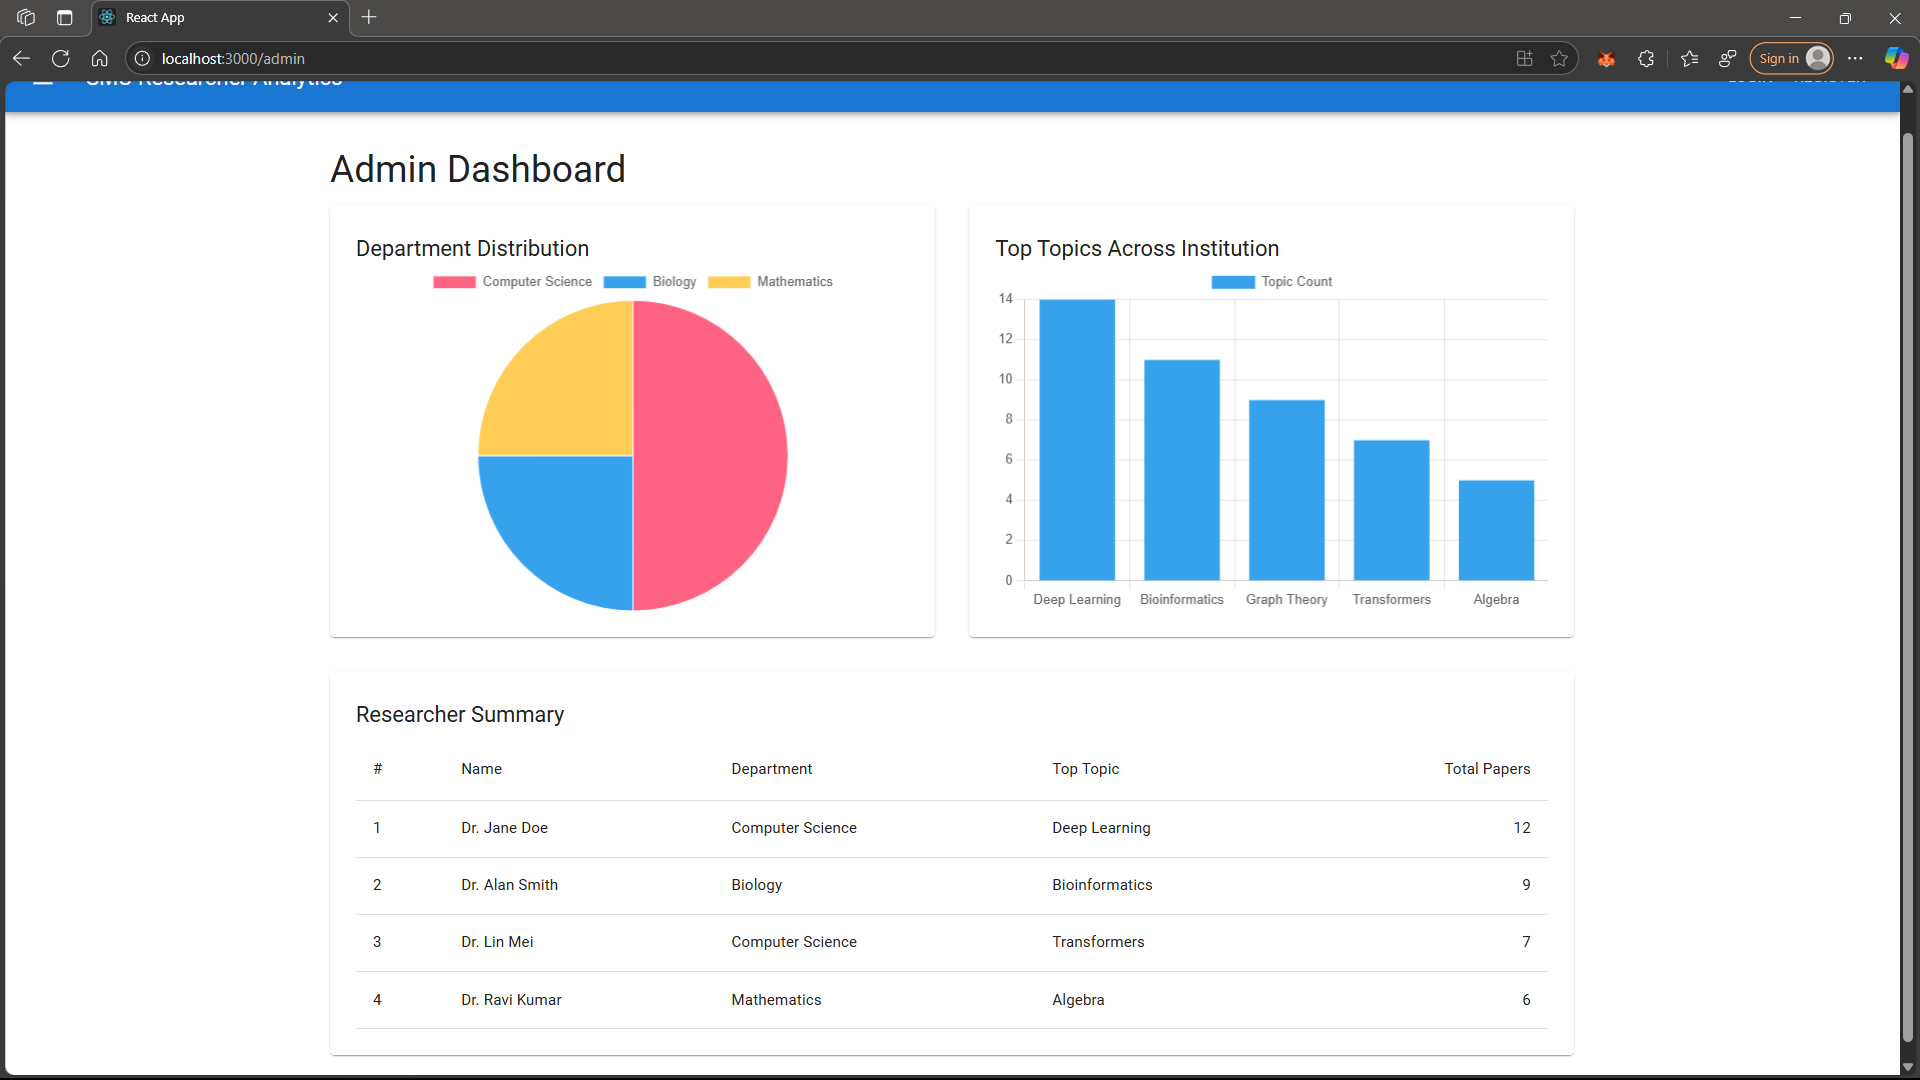 React App
localhost:3000/admin
Sign in
Researcher Analytics
Admin Dashboard
Department Distribution
Computer Science Biology Mathematics
Top Topics Across Institution
Topic Count
14
12
10
8
6
4
2
0
Deep Learning Bioinformatics Graph Theory Transformers Algebra
Researcher Summary
# Name Department Top Topic Total Papers
1 Dr. Jane Doe Computer Science Deep Learning 12
2 Dr. Alan Smith Biology Bioinformatics 9
3 Dr. Lin Mei Computer Science Transformers 7
4 Dr. Ravi Kumar Mathematics Algebra 6